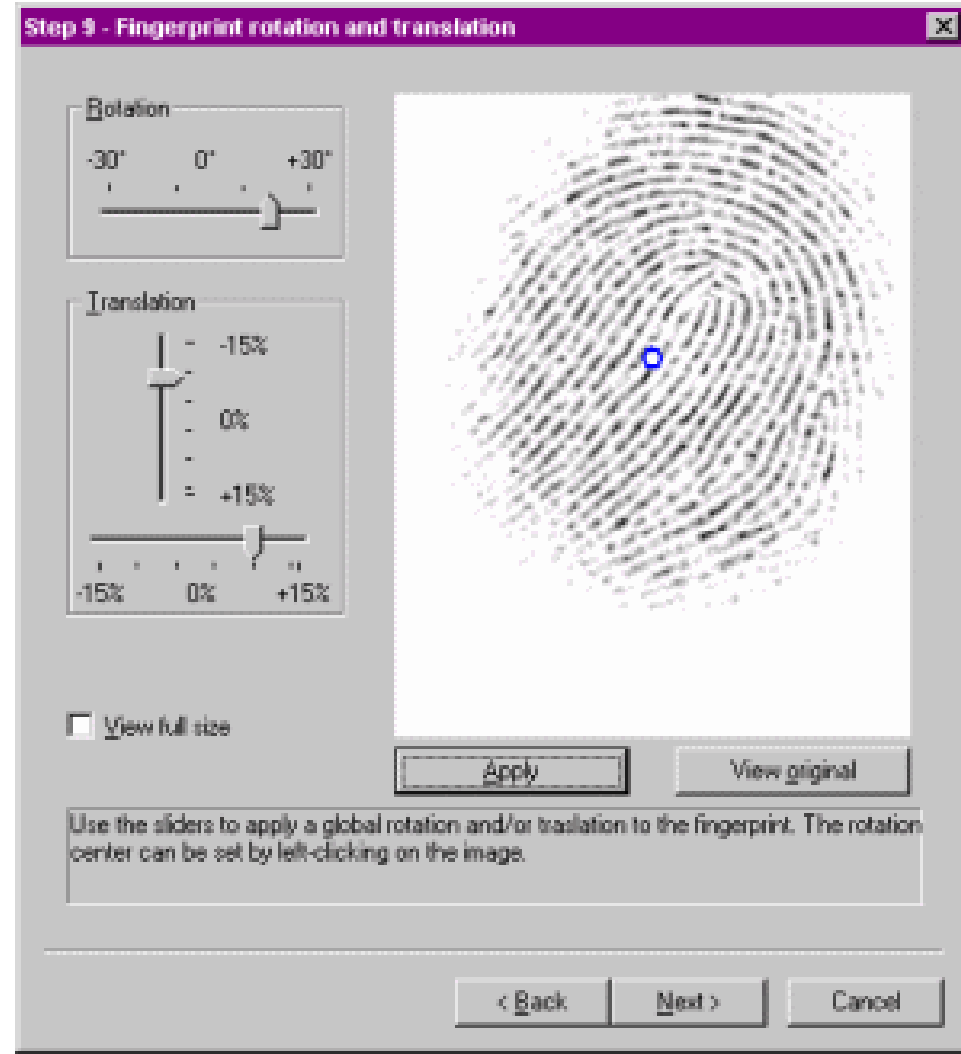 Step 9 - Fingerprint rotation and translation
Rotation
-30° 0° +30°
Translation
-15%
0%
+15%
-15% 0% +15%
View full size
Apply View original
Use the sliders to apply a global rotation and/or traslation to the fingerprint. The rotation
center can be set by left-clicking on the image.
< Back Next > Cancel